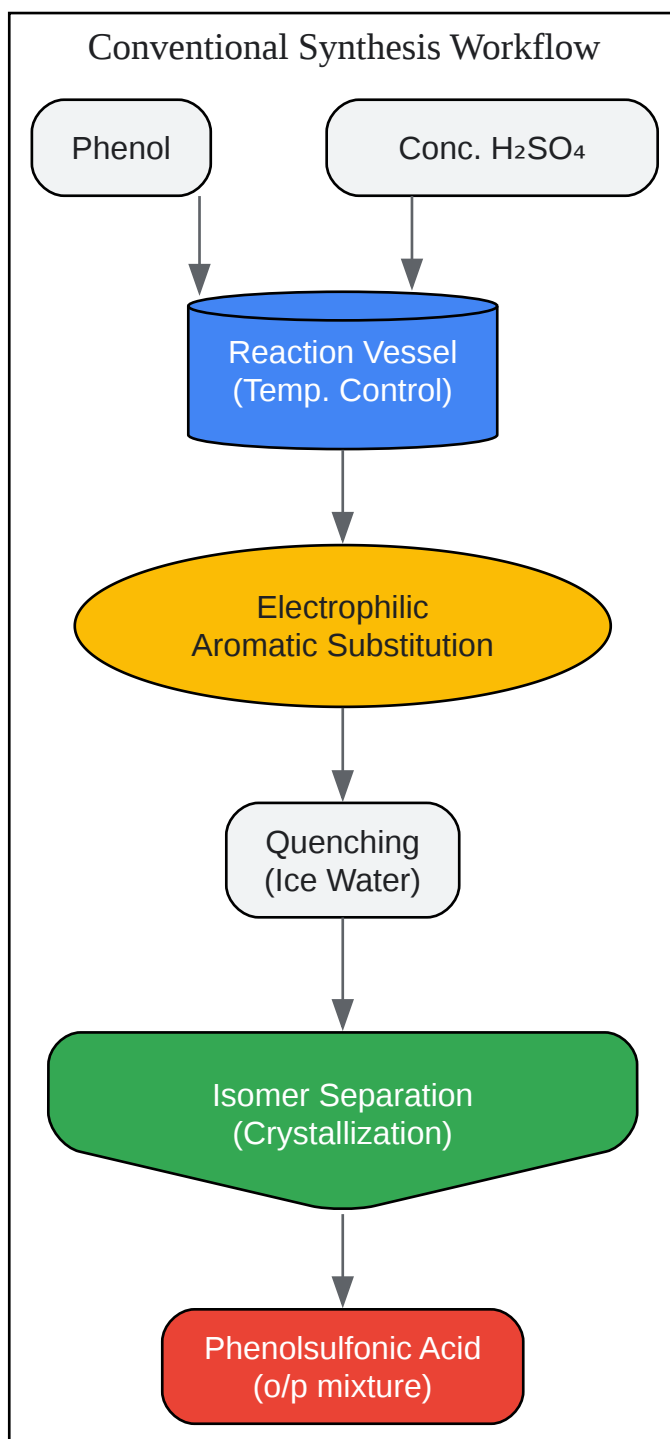 Conventional Synthesis Workflow
Phenol
Conc. H₂SO₄
Reaction Vessel
(Temp. Control)
Electrophilic
Aromatic Substitution
Quenching
(Ice Water)
Isomer Separation
(Crystallization)
Phenolsulfonic Acid
(o/p mixture)